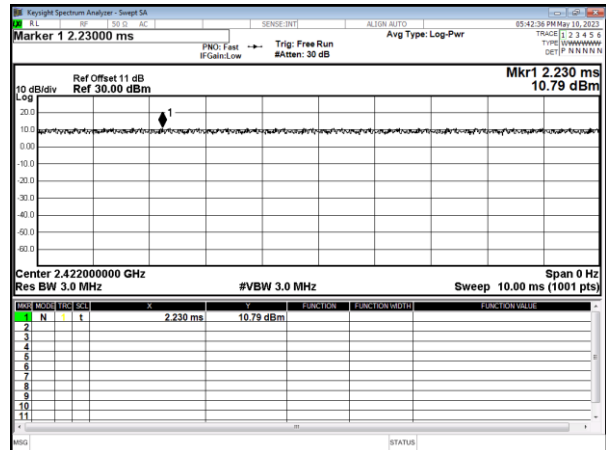 Keysight Spectrum Analyzer - Swept SA
RL RF 50 Ω AC SENSE:INT ALIGN AUTO 05:42:36 PM May 10, 2023
Marker 1 2.23000 ms
PNO: Fast Trig: Free Run Avg Type: Log-Pwr TRACE 1 2 3 4 5 6
IFGain:Low #Atten: 30 dB TYPE WWWWWW
DET P NNNNN
Ref Offset 11 dB Mkr1 2.230 ms
10 dB/div Ref 30.00 dBm 10.79 dBm
Log
20.0
1
10.0
0.00
-10.0
-20.0
-30.0
-40.0
-50.0
-60.0
Center 2.422000000 GHz Span 0 Hz
Res BW 3.0 MHz #VBW 3.0 MHz Sweep 10.00 ms (1001 pts)
MKR MODE TRC SCL X Y FUNCTION FUNCTION WIDTH FUNCTION VALUE
1 N 1 t 2.230 ms 10.79 dBm
2
3
4
5
6
7
8
9
10
11
MSG STATUS